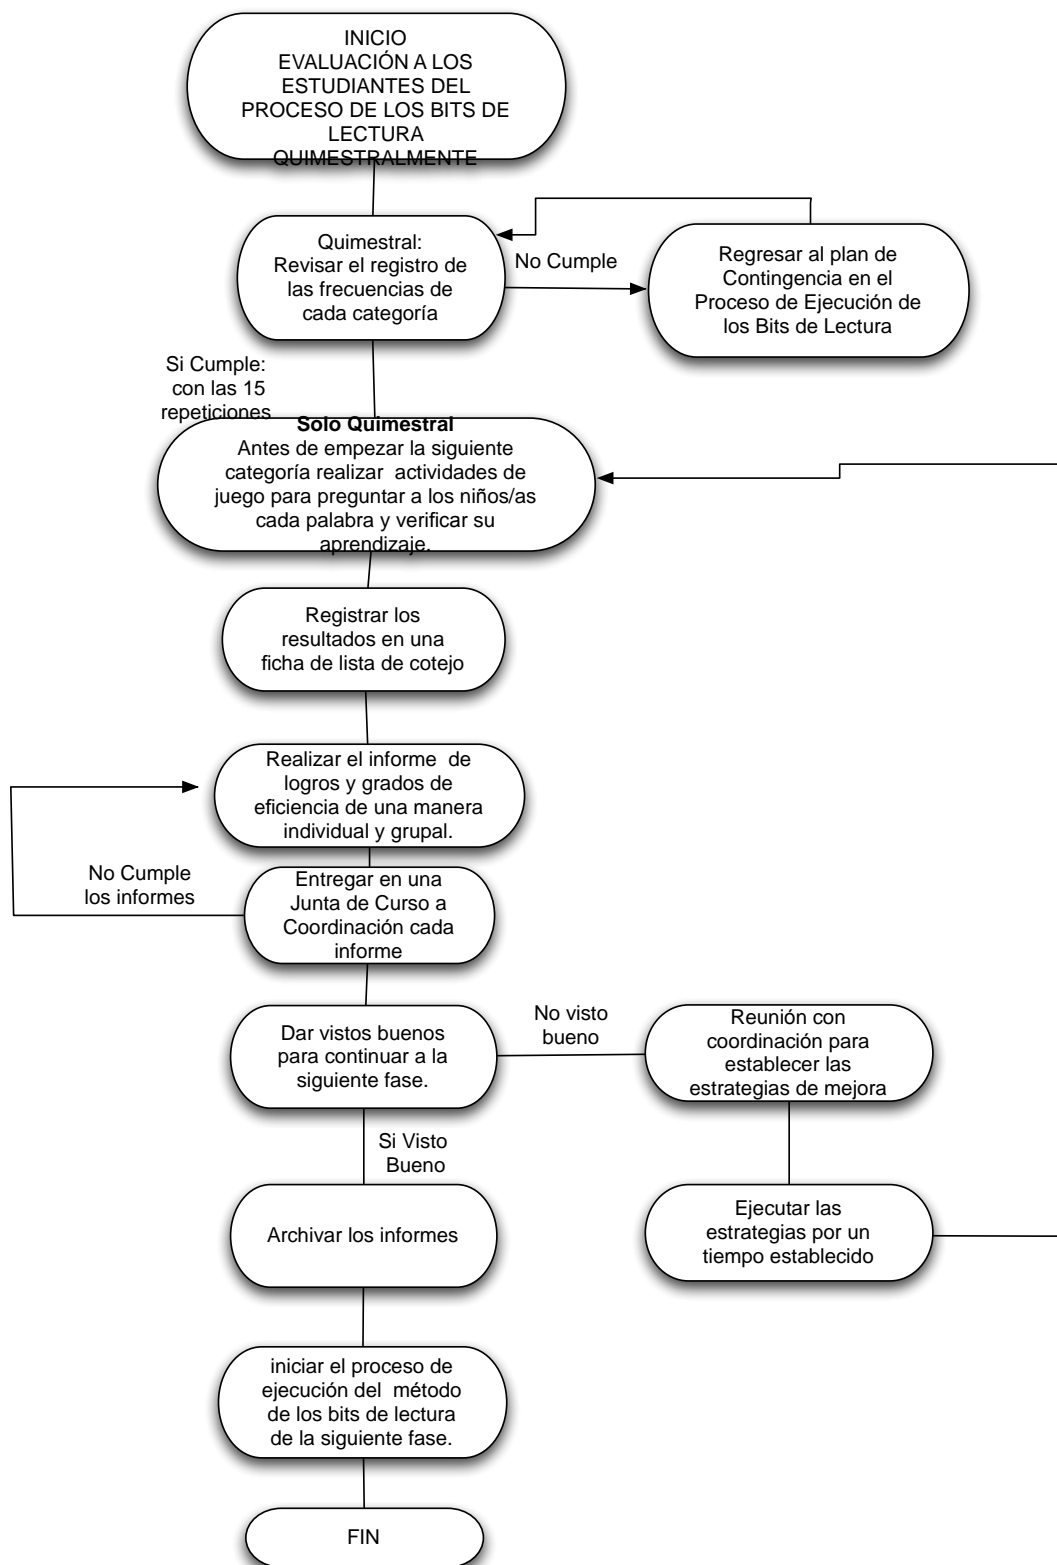 INICIO
EVALUACIÓN A LOS
ESTUDIANTES DEL
PROCESO DE LOS BITS DE
LECTURA
QUIMESTRALMENTE
Quimestral:
Revisar el registro de
las frecuencias de
cada categoría
No Cumple
Regresar al plan de
Contingencia en el
Proceso de Ejecución de
los Bits de Lectura
Si Cumple:
con las 15
repeticiones
Solo Quimestral
Antes de empezar la siguiente
categoría realizar actividades de
juego para preguntar a los niños/as
cada palabra y verificar su
aprendizaje.
Registrar los
resultados en una
ficha de lista de cotejo
Realizar el informe de
logros y grados de
eficiencia de una manera
individual y grupal.
No Cumple
los informes
Entregar en una
Junta de Curso a
Coordinación cada
informe
Dar vistos buenos
para continuar a la
siguiente fase.
No visto
bueno
Reunión con
coordinación para
establecer las
estrategias de mejora
Si Visto
Bueno
Archivar los informes
Ejecutar las
estrategias por un
tiempo establecido
iniciar el proceso de
ejecución del método
de los bits de lectura
de la siguiente fase.
FIN